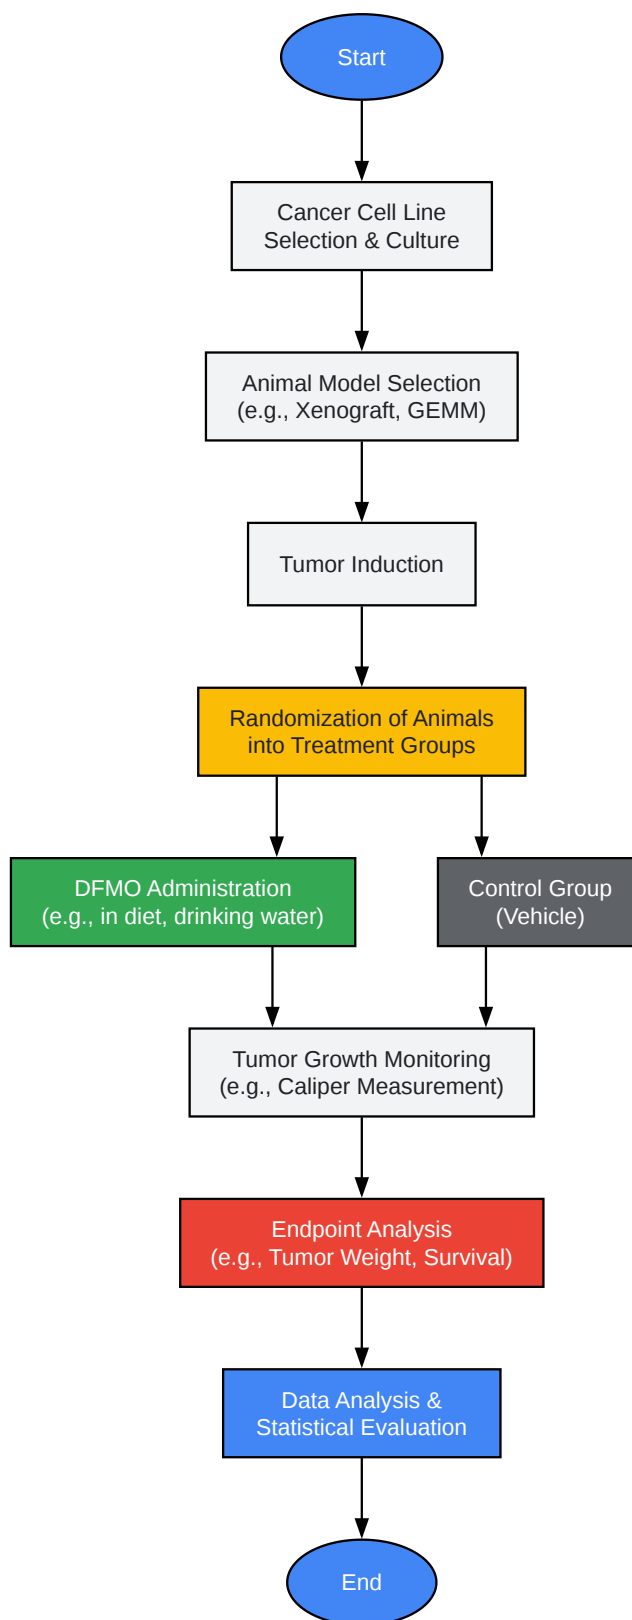 Start
Cancer Cell Line
Selection & Culture
Animal Model Selection
(e.g., Xenograft, GEMM)
Tumor Induction
Randomization of Animals
into Treatment Groups
DFMO Administration
(e.g., in diet, drinking water)
Control Group
(Vehicle)
Tumor Growth Monitoring
(e.g., Caliper Measurement)
Endpoint Analysis
(e.g., Tumor Weight, Survival)
Data Analysis &
Statistical Evaluation
End